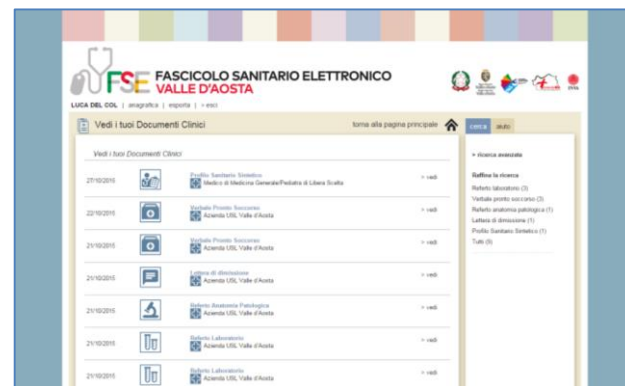 FSE FASCICOLO SANITARIO ELETTRONICO
VALLE D'AOSTA
LUCA DEL COL | anagrafica | esporta | > esci
Vedi i tuoi Documenti Clinici
torna alla pagina principale
cerca
aiuto
Vedi i tuoi Documenti Clinici
27/10/2015
Profilo Sanitario Sintetico
Medico di Medicina Generale/Pediatra di Libera Scelta
> vedi
22/10/2015
Verbale Pronto Soccorso
Azienda USL Valle d'Aosta
> vedi
21/10/2015
Verbale Pronto Soccorso
Azienda USL Valle d'Aosta
> vedi
21/10/2015
Lettera di dimissione
Azienda USL Valle d'Aosta
> vedi
21/10/2015
Referto Anatomia Patologica
Azienda USL Valle d'Aosta
> vedi
21/10/2015
Referto Laboratorio
Azienda USL Valle d'Aosta
> vedi
21/10/2015
Referto Laboratorio
Azienda USL Valle d'Aosta
> vedi
> ricerca avanzata
Raffina la ricerca
Referto laboratorio (3)
Verbale pronto soccorso (3)
Referto anatomia patologica (1)
Lettera di dimissione (1)
Profilo Sanitario Sintetico (1)
Tutti (9)